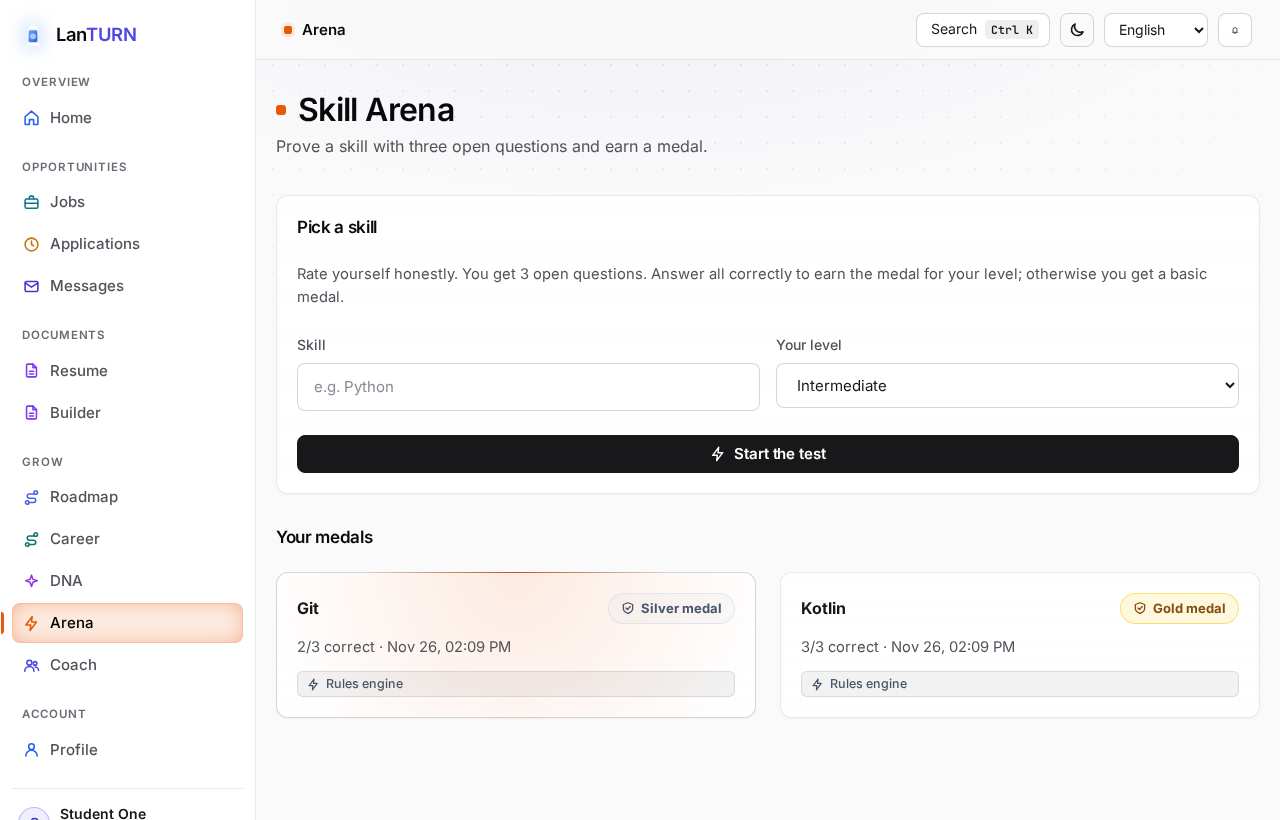 LanTURN
OVERVIEW
Home
OPPORTUNITIES
Jobs
Applications
Messages
DOCUMENTS
Resume
Builder
GROW
Roadmap
Career
DNA
Arena
Coach
ACCOUNT
Profile
Student One
Arena
Search Ctrl K
English
Skill Arena
Prove a skill with three open questions and earn a medal.
Pick a skill
Rate yourself honestly. You get 3 open questions. Answer all correctly to earn the medal for your level; otherwise you get a basic
medal.
Skill
Your level
e.g. Python
Intermediate
Start the test
Your medals
Git
Silver medal
2/3 correct · Nov 26, 02:09 PM
Rules engine
Kotlin
Gold medal
3/3 correct · Nov 26, 02:09 PM
Rules engine